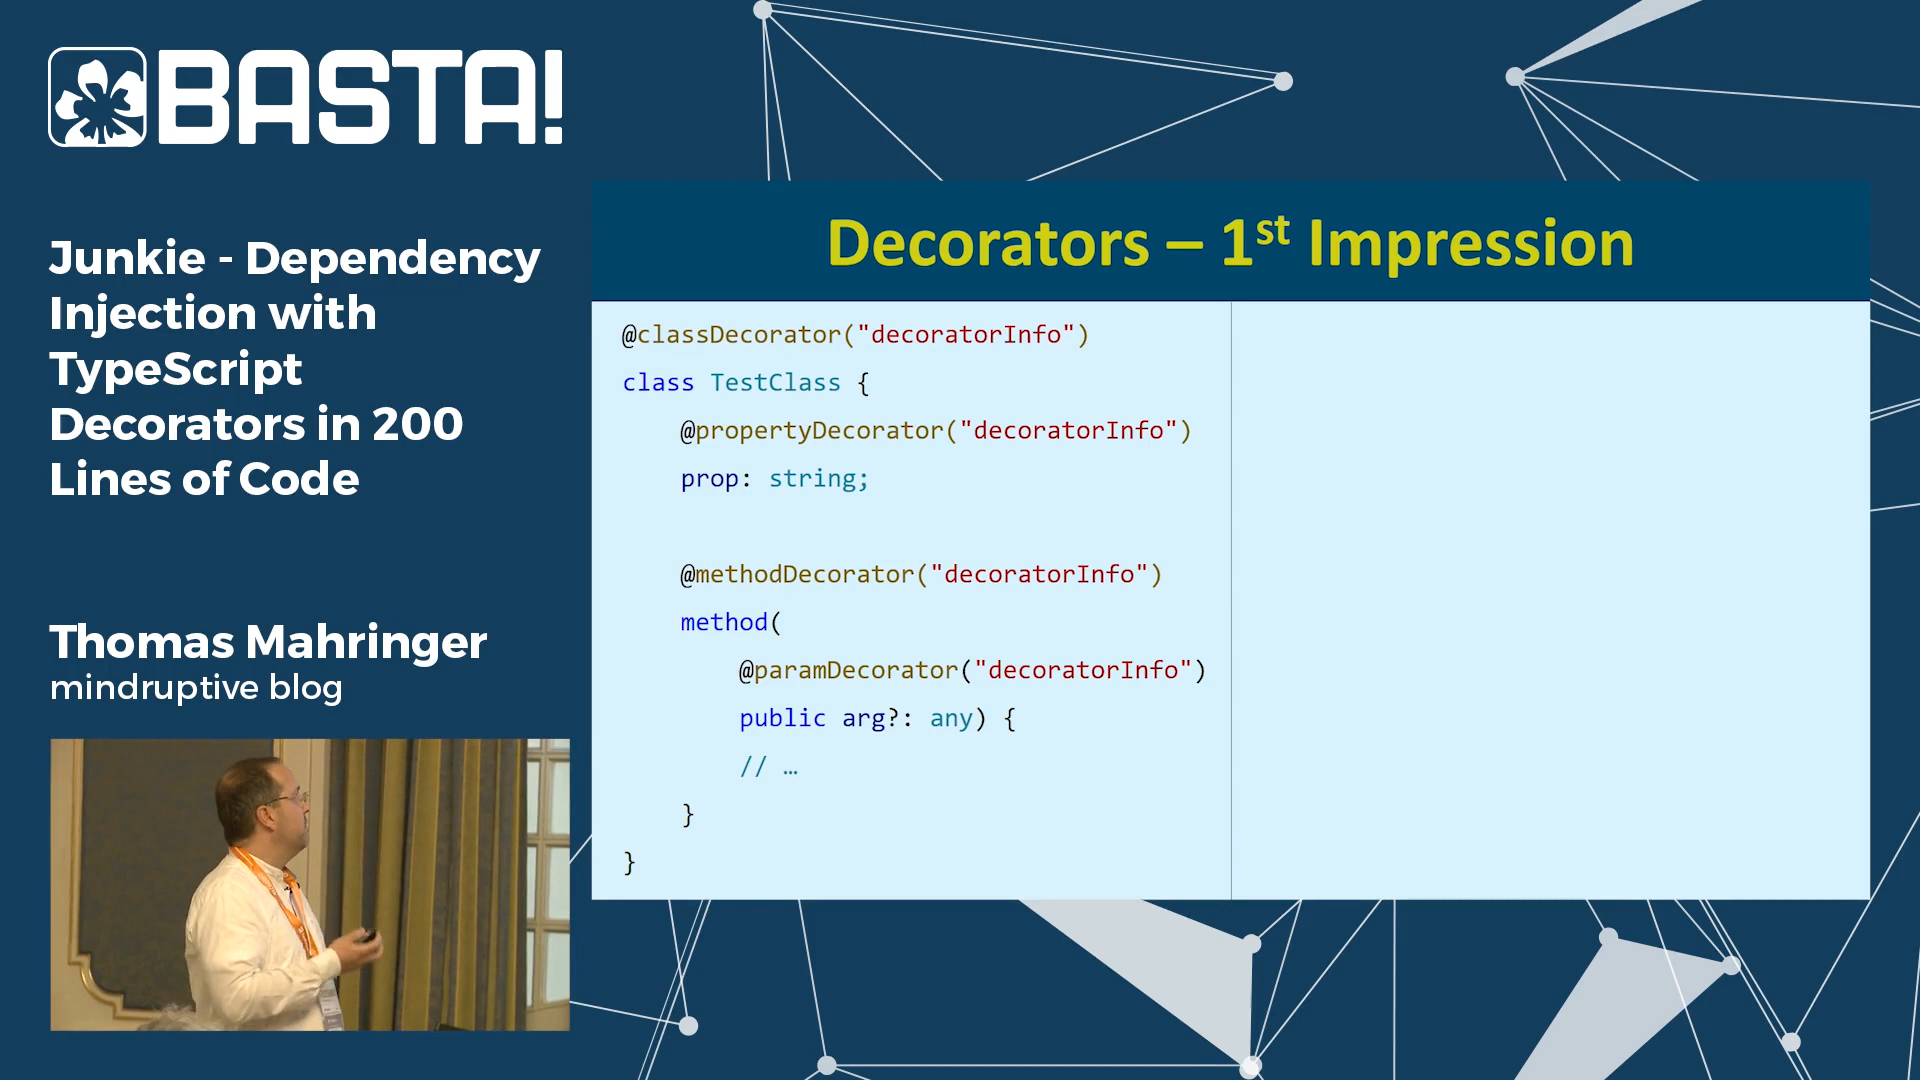 BASTA!
Junkie - Dependency
Injection with
TypeScript
Decorators in 200
Lines of Code
Thomas Mahringer
mindruptive blog
Decorators – 1st Impression
@classDecorator("decoratorInfo")
class TestClass {
@propertyDecorator("decoratorInfo")
prop: string;
@methodDecorator("decoratorInfo")
method(
@paramDecorator("decoratorInfo")
public arg?: any) {
// …
}
}